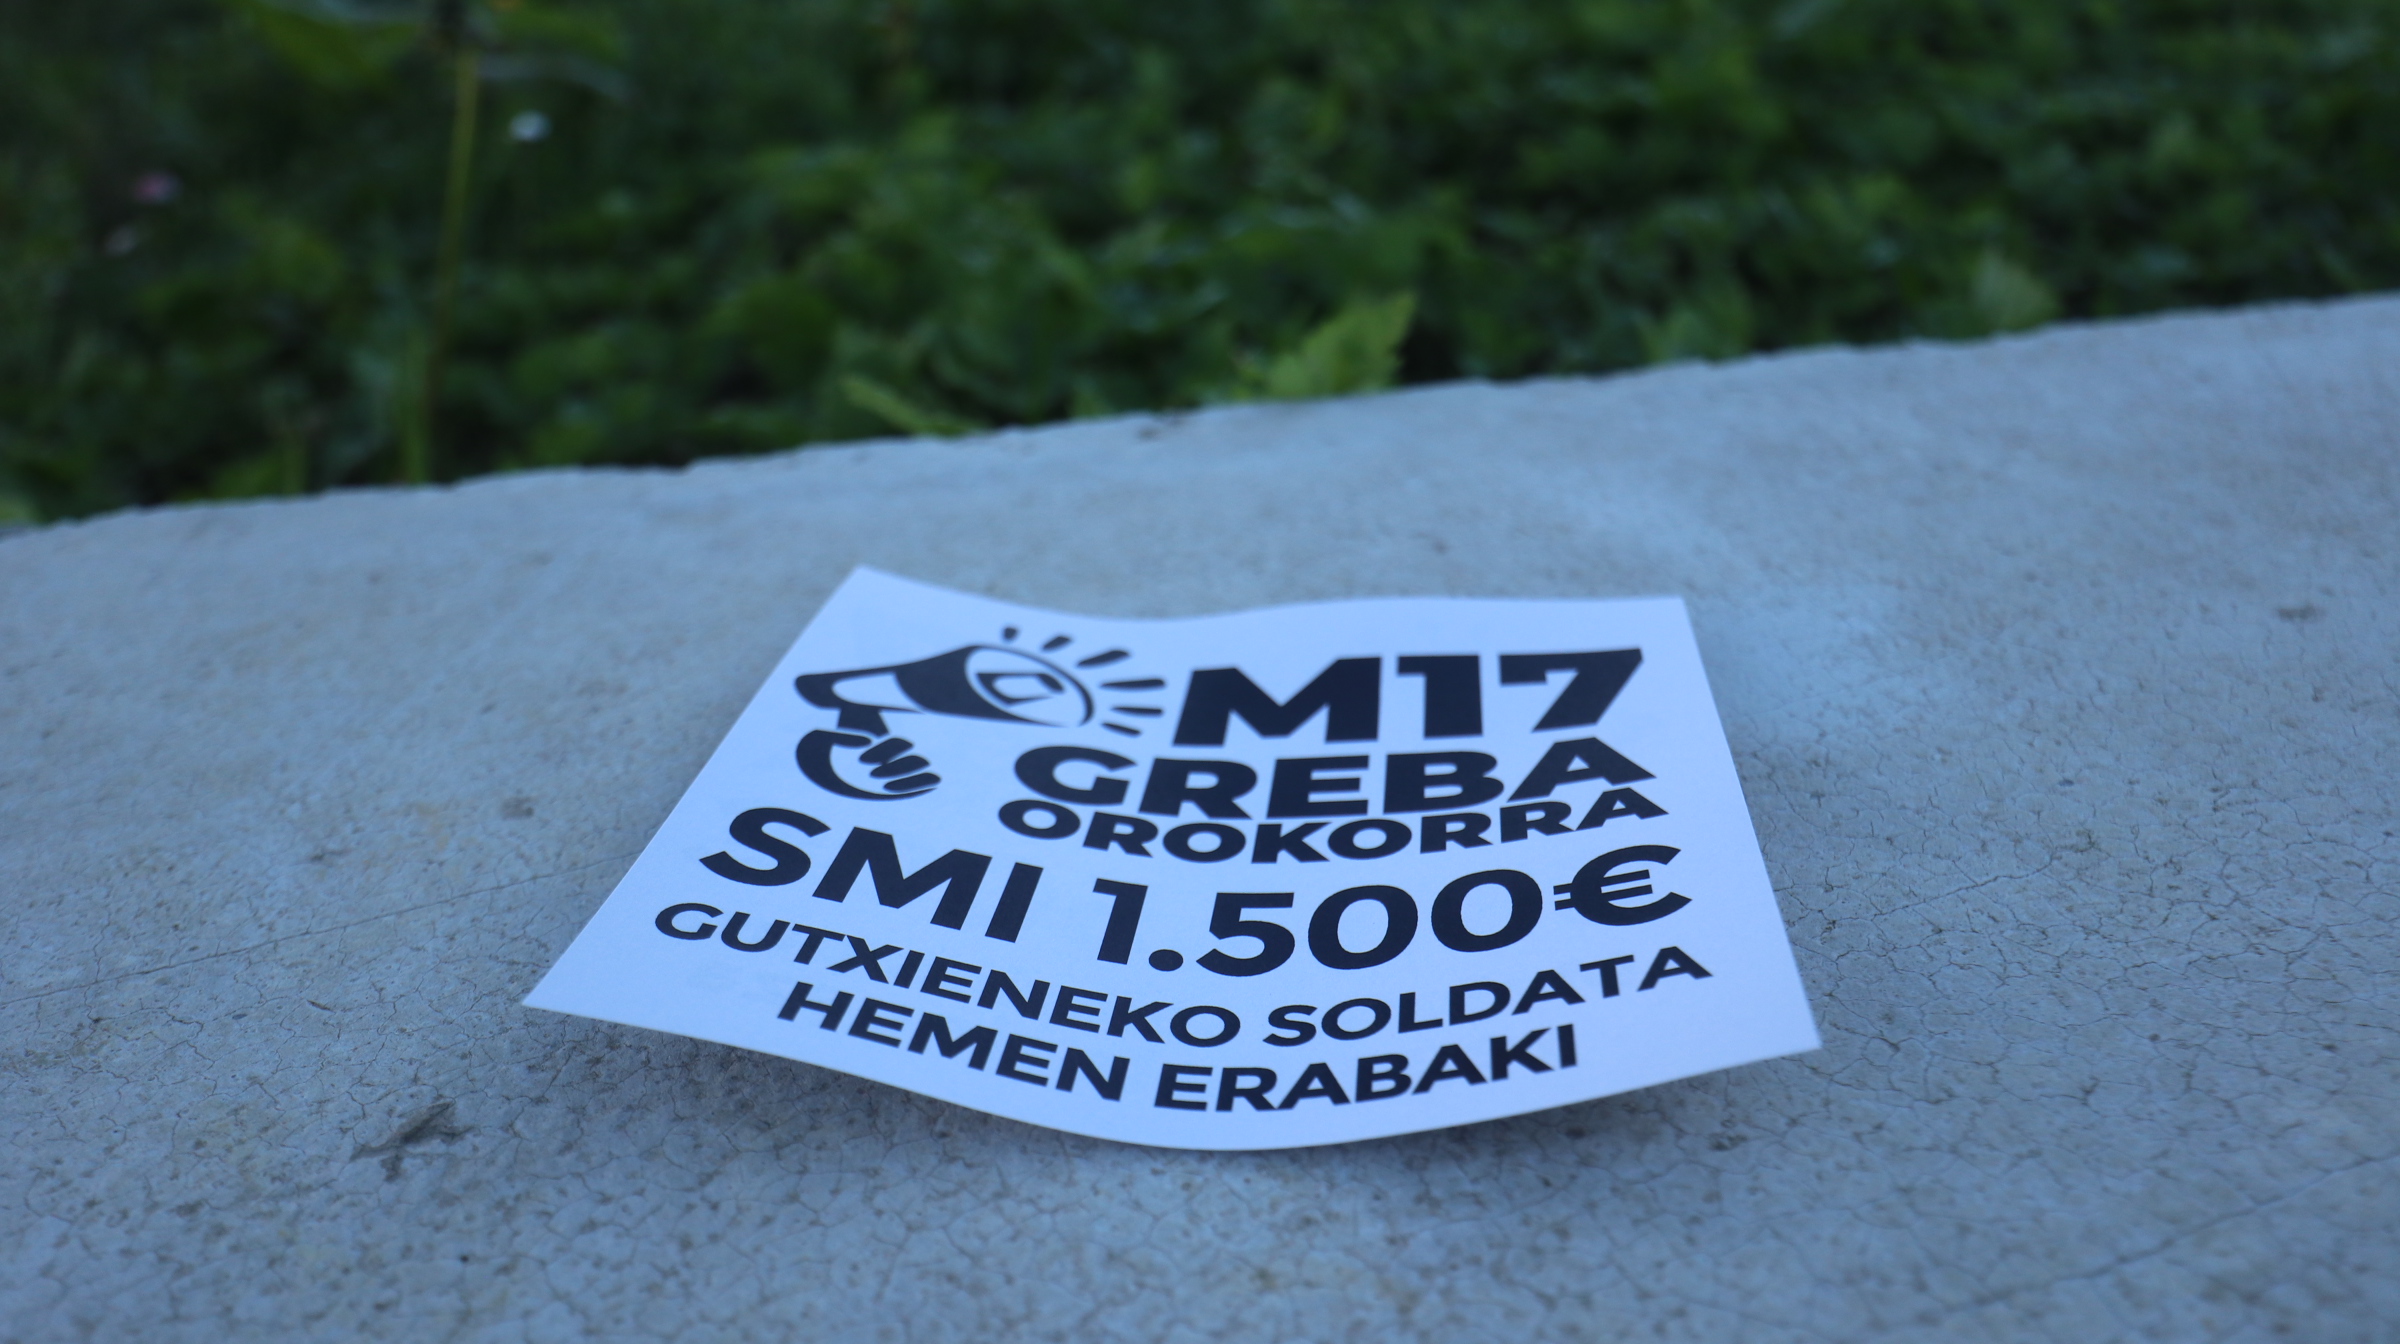 M17
GREBA
OROKORRA
SMI 1.500€
GUTXIENEKO SOLDATA
HEMEN ERABAKI